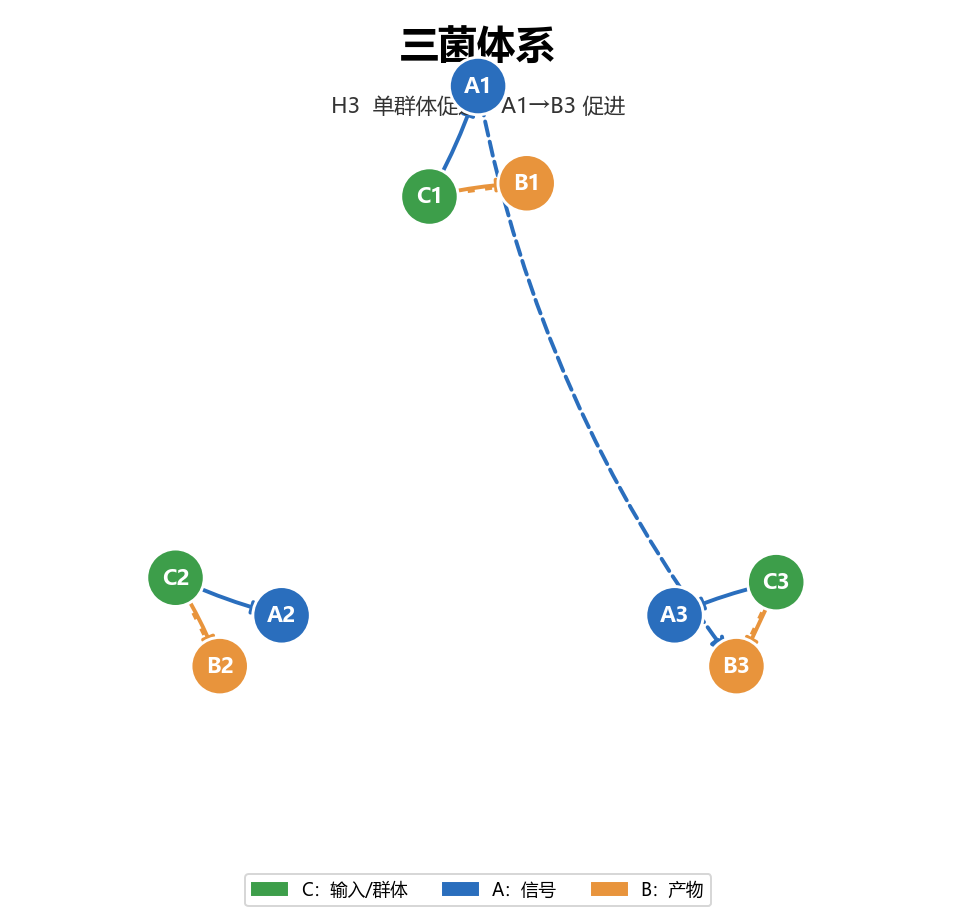 三菌体系
A1
H3 单群体促 A1→B3 促进
C1
B1
C2
A2
B2
C3
A3
B3
C: 输入/群体
A: 信号
B: 产物